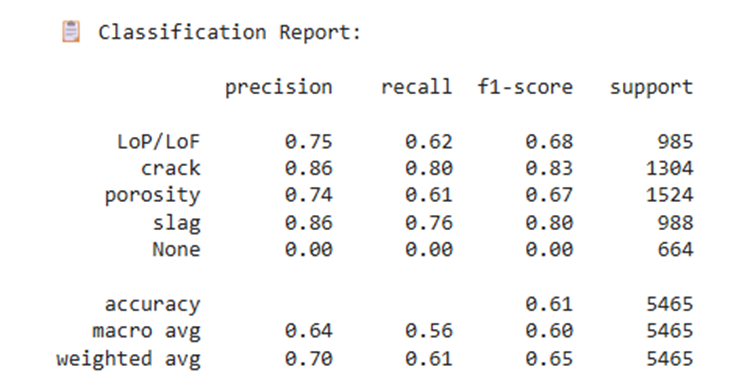 📋 Classification Report:
precision recall f1-score support
LoP/LoF 0.75 0.62 0.68 985
crack 0.86 0.80 0.83 1304
porosity 0.74 0.61 0.67 1524
slag 0.86 0.76 0.80 988
None 0.00 0.00 0.00 664
accuracy 0.61 5465
macro avg 0.64 0.56 0.60 5465
weighted avg 0.70 0.61 0.65 5465